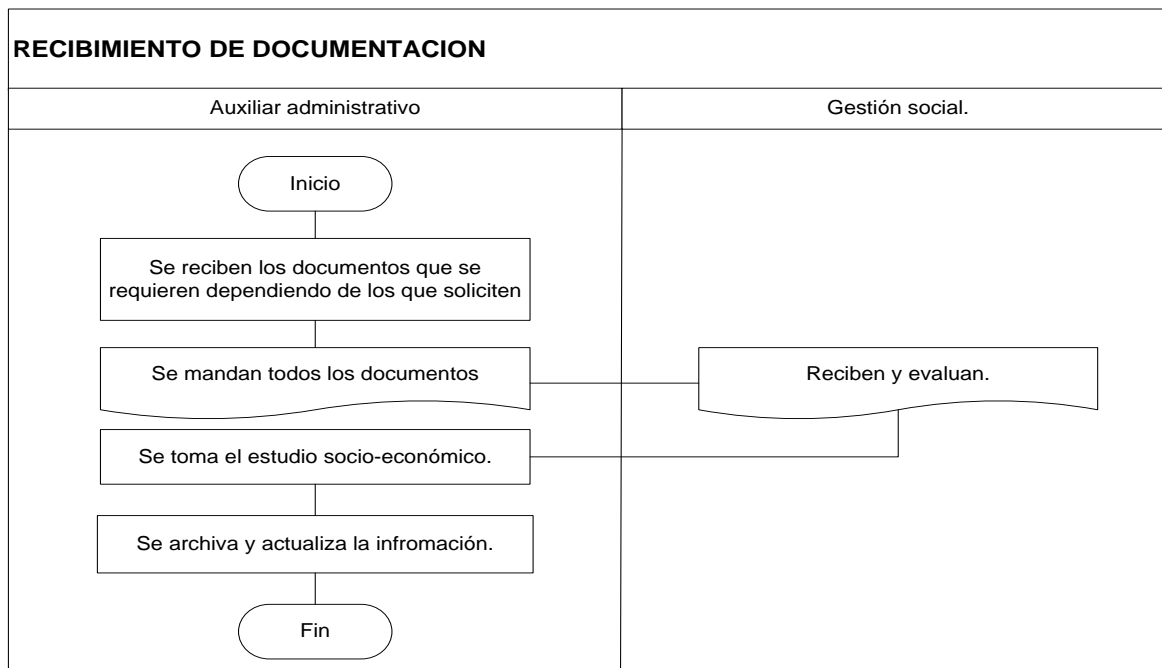 RECIBIMIENTO DE DOCUMENTACION
Auxiliar administrativo
Gestión social.
Inicio
Se reciben los documentos que se
requieren dependiendo de los que soliciten
Se mandan todos los documentos
Reciben y evaluan.
Se toma el estudio socio-económico.
Se archiva y actualiza la infromación.
Fin